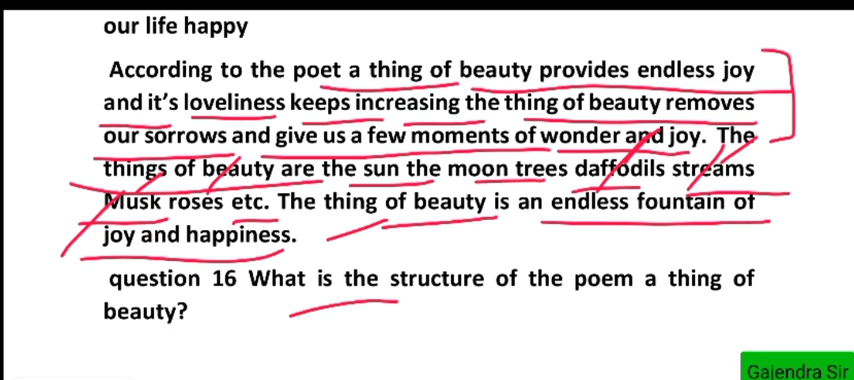 our life happy
According to the poet a thing of beauty provides endless joy
and it's loveliness keeps increasing the thing of beauty removes
our sorrows and give us a few moments of wonder and joy. The
things of beauty are the sun the moon trees daffodils streams
Musk roses etc. The thing of beauty is an endless fountain of
joy and happiness.
question 16 What is the structure of the poem a thing of
beauty?
Gajendra Sir